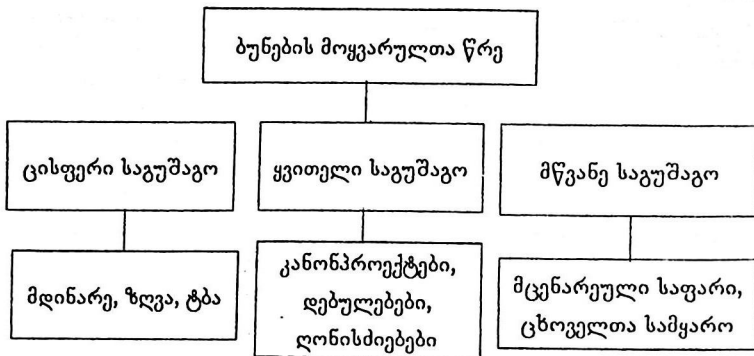 ბუნების მოყვარულთა წრე
ცისფერი საგუშაგო
ყვითელი საგუშაგო
მწვანე საგუშაგო
მდინარე, ზღვა, ტბა
კანონპროექტები,
დებულებები,
ღონისძიებები
მცენარეული საფარი,
ცხოველთა სამყარო